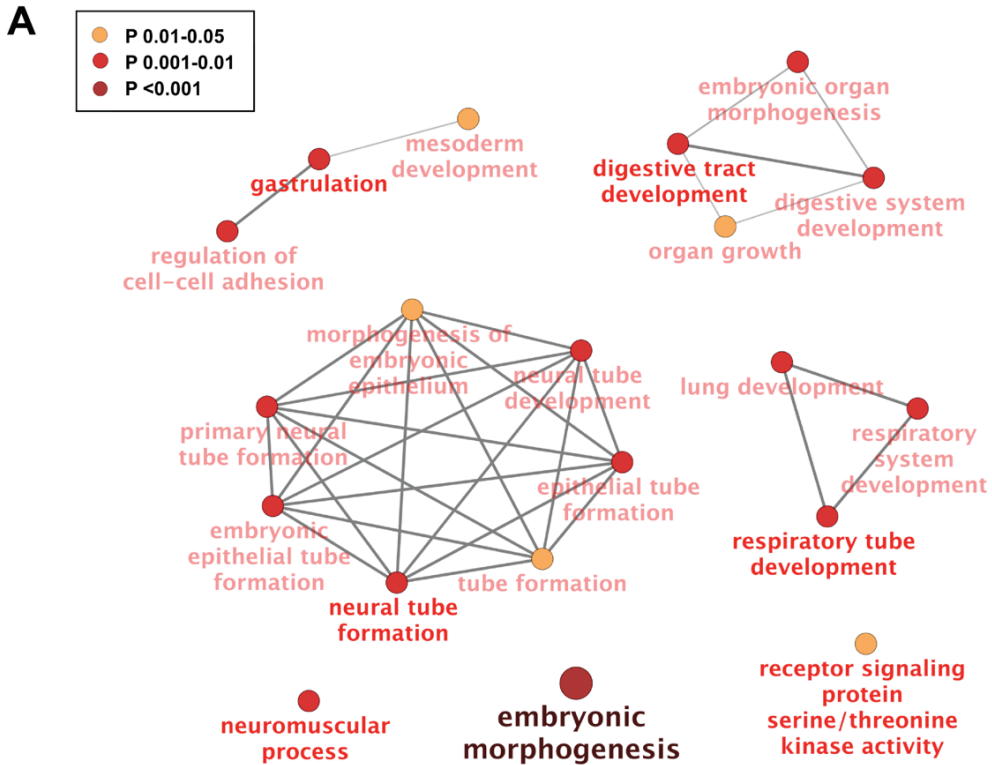 A
P 0.01-0.05
P 0.001-0.01
P <0.001
mesoderm
development
gastrulation
regulation of
cell-cell adhesion
embryonic organ
morphogenesis
digestive tract
development
digestive system
development
organ growth
morphogenesis of
embryonic
epithelium
neural tube
development
primary neural
tube formation
epithelial tube
formation
embryonic
epithelial tube
formation
tube formation
neural tube
formation
lung development
respiratory
system
development
respiratory tube
development
neuromuscular
process
embryonic
morphogenesis
receptor signaling
protein
serine/threonine
kinase activity